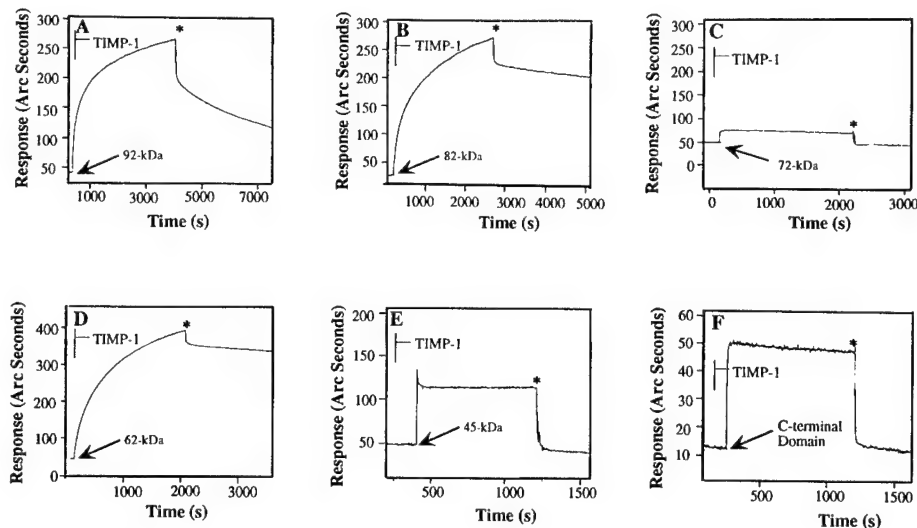 A
Response (Arc Seconds)
300
250
200
150
100
50
TIMP-1
*
92-kDa
1000
3000
5000
7000
Time (s)
B
Response (Arc Seconds)
250
200
150
100
50
TIMP-1
*
82-kDa
1000
2000
3000
4000
5000
Time (s)
C
Response (Arc Seconds)
300
250
200
150
100
50
0
TIMP-1
*
72-kDa
0
1000
2000
3000
Time (s)
D
Response (Arc Seconds)
400
300
200
100
0
TIMP-1
*
62-kDa
1000
2000
3000
Time (s)
E
Response (Arc Seconds)
200
150
100
50
TIMP-1
*
45-kDa
500
1000
1500
Time (s)
F
Response (Arc Seconds)
60
50
40
30
20
10
TIMP-1
*
C-terminal
Domain
500
1000
1500
Time (s)